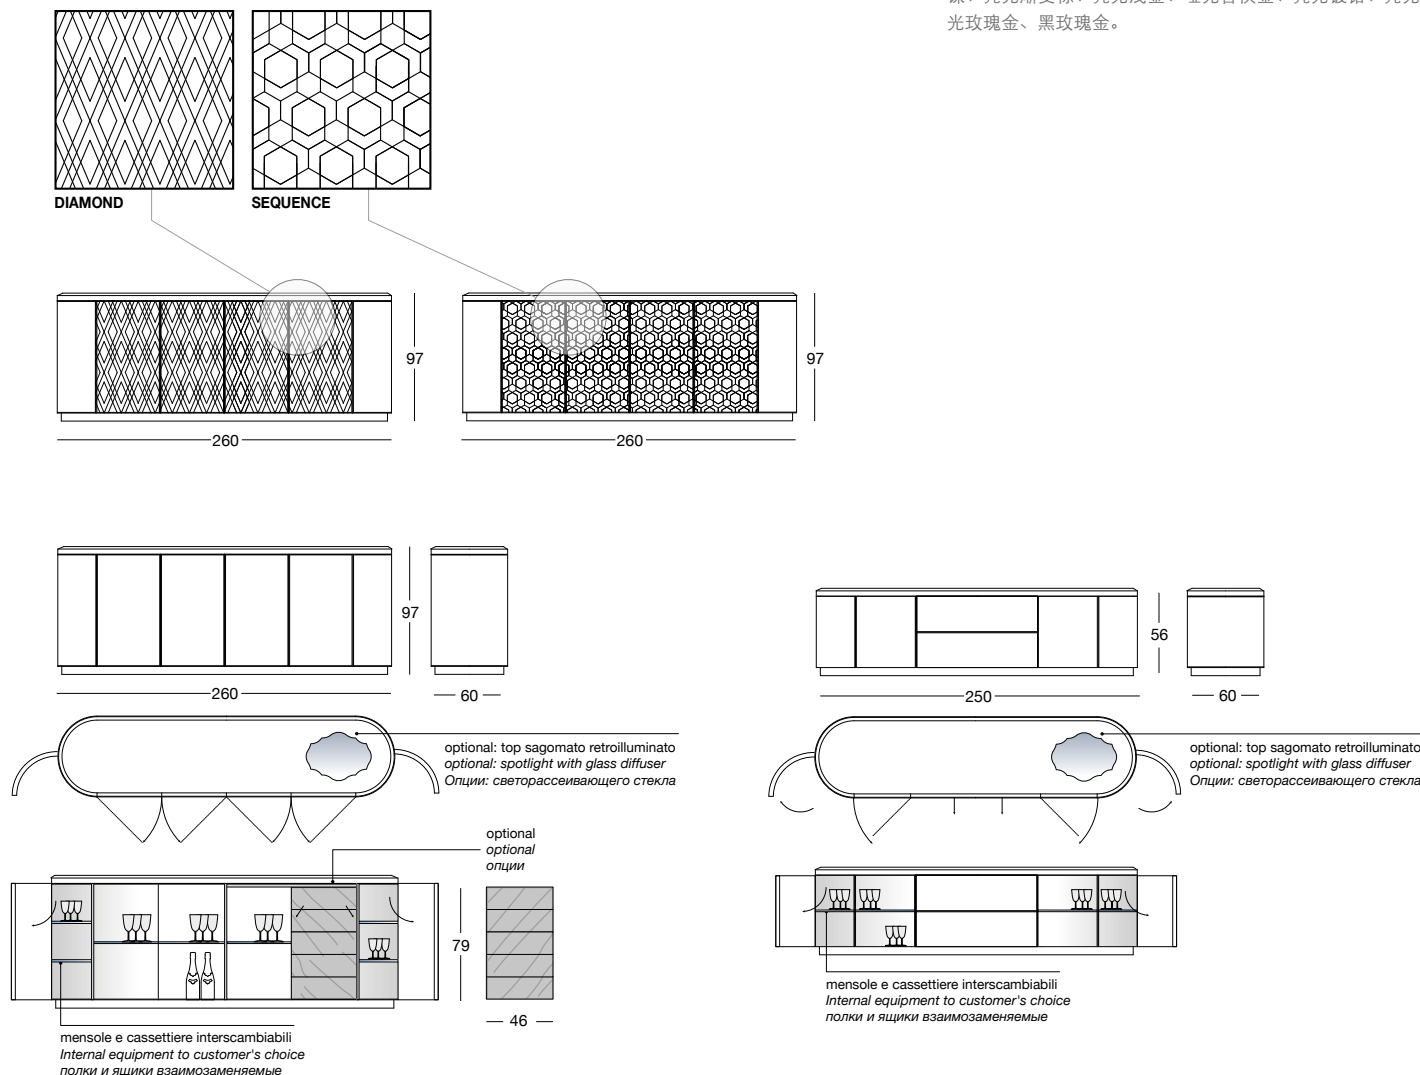 光玫瑰金、黑玫瑰金。
DIAMOND
SEQUENCE
97
97
260
260
97
56
260
60
250
60
optional: top sagomato retroilluminato
optional: spotlight with glass diffuser
Опции: светорассеивающего стекла
optional: top sagomato retroilluminato
optional: spotlight with glass diffuser
Опции: светорассеивающего стекла
optional
optional
опции
79
46
mensole e cassettiere interscambiabili
Internal equipment to customer's choice
полки и ящики взаимозаменяемые
mensole e cassettiere interscambiabili
Internal equipment to customer's choice
полки и ящики взаимозаменяемые